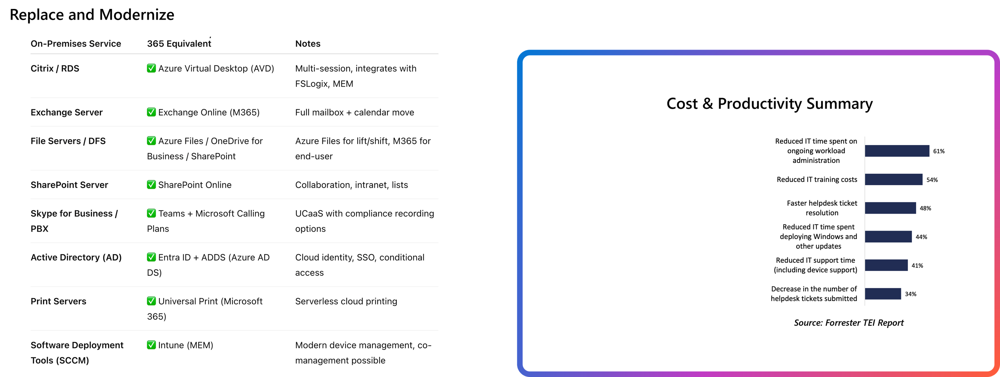 Replace and Modernize
On-Premises Service 365 Equivalent Notes
Citrix / RDS ✅ Azure Virtual Desktop (AVD) Multi-session, integrates with
FSLogix, MEM
Exchange Server ✅ Exchange Online (M365) Full mailbox + calendar move
File Servers / DFS ✅ Azure Files / OneDrive for Azure Files for lift/shift, M365 for
Business / SharePoint end-user
SharePoint Server ✅ SharePoint Online Collaboration, intranet, lists
Skype for Business / ✅ Teams + Microsoft Calling UCaaS with compliance recording
PBX Plans options
Active Directory (AD) ✅ Entra ID + ADDS (Azure AD Cloud identity, SSO, conditional
DS) access
Print Servers ✅ Universal Print (Microsoft Serverless cloud printing
365)
Software Deployment ✅ Intune (MEM) Modern device management, co-
Tools (SCCM) management possible
Cost & Productivity Summary
Reduced IT time spent on
ongoing workload 61%
administration
Reduced IT training costs 54%
Faster helpdesk ticket
resolution 48%
Reduced IT time spent
deploying Windows and 44%
other updates
Reduced IT support time
(including device support) 41%
Decrease in the number of
helpdesk tickets submitted 34%
Source: Forrester TEI Report